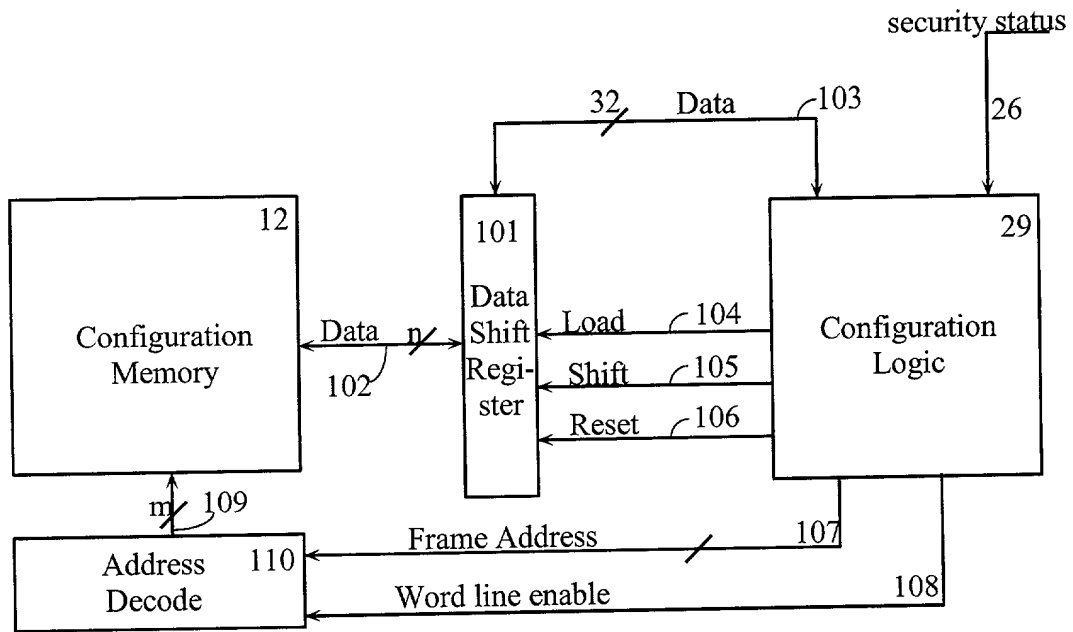 security status
32 Data 103
26
12
101
29
Configuration
Memory
Data
Shift
Regi-
ster
Data n
102
Load 104
Shift 105
Reset 106
Configuration
Logic
m 109
Frame Address 107
Address
Decode
110
Word line enable 108